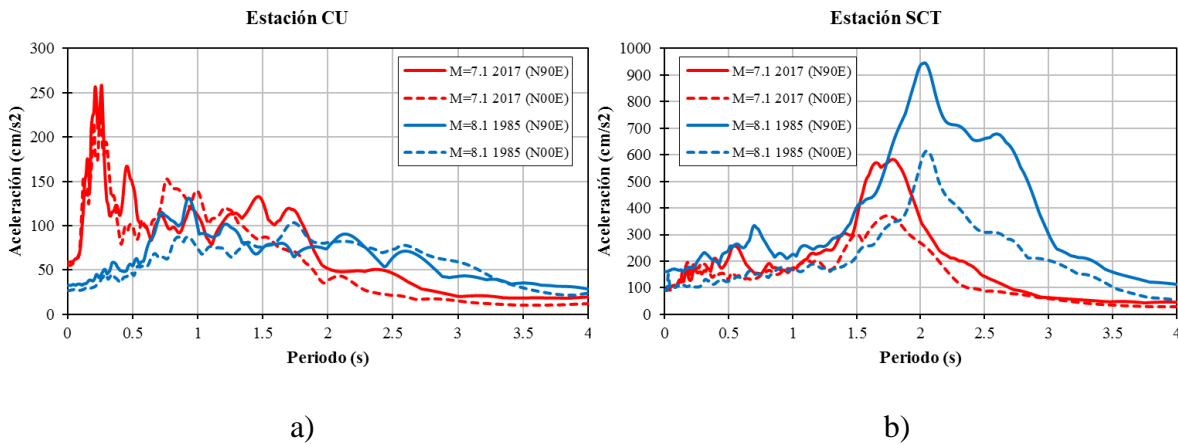 Estación CU
Aceleración (cm/s2)
300
250
200
150
100
50
0
M=7.1 2017 (N90E)
M=7.1 2017 (N00E)
M=8.1 1985 (N90E)
M=8.1 1985 (N00E)
0 0.5 1 1.5 2 2.5 3 3.5 4
Periodo (s)
a)
Estación SCT
Aceleración (cm/s2)
1000
900
800
700
600
500
400
300
200
100
0
M=7.1 2017 (N90E)
M=7.1 2017 (N00E)
M=8.1 1985 (N90E)
M=8.1 1985 (N00E)
0 0.5 1 1.5 2 2.5 3 3.5 4
Periodo (s)
b)